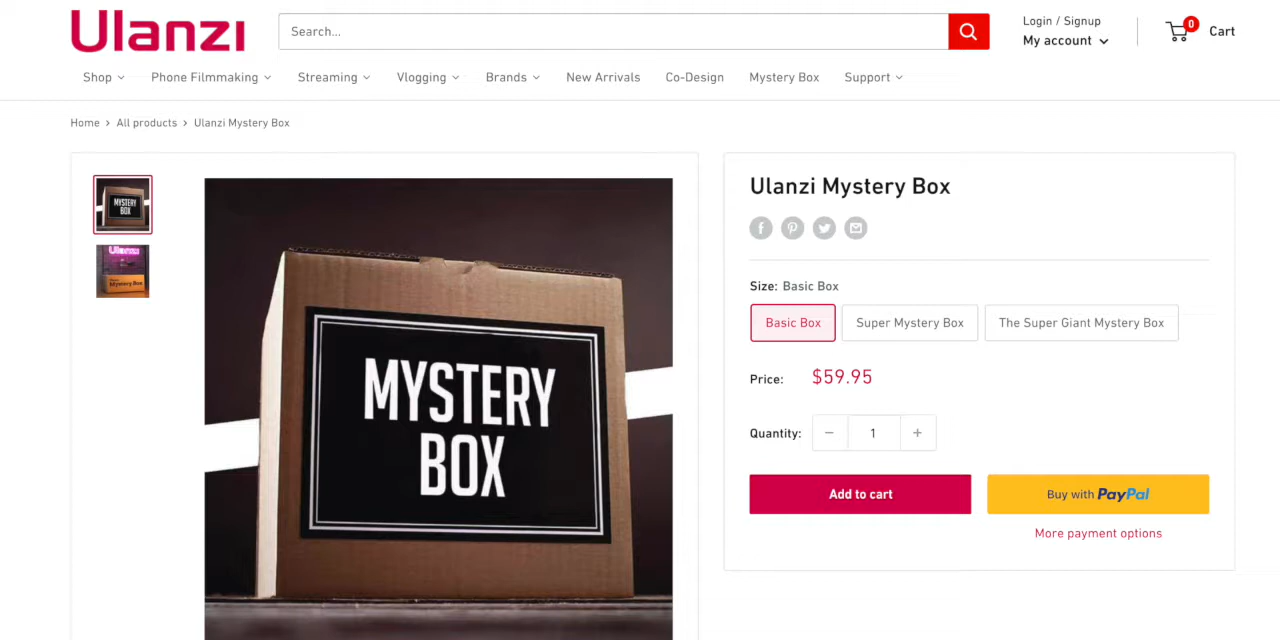 Ulanzi
Search...
Login / Signup
My account
0
Cart
Shop
Phone Filmmaking
Streaming
Vlogging
Brands
New Arrivals
Co-Design
Mystery Box
Support
Home > All products > Ulanzi Mystery Box
MYSTERY
BOX
Ulanzi
Mystery Box
MYSTERY
BOX
Ulanzi Mystery Box
Size: Basic Box
Basic Box
Super Mystery Box
The Super Giant Mystery Box
Price: $59.95
Quantity: − 1 +
Add to cart
Buy with PayPal
More payment options